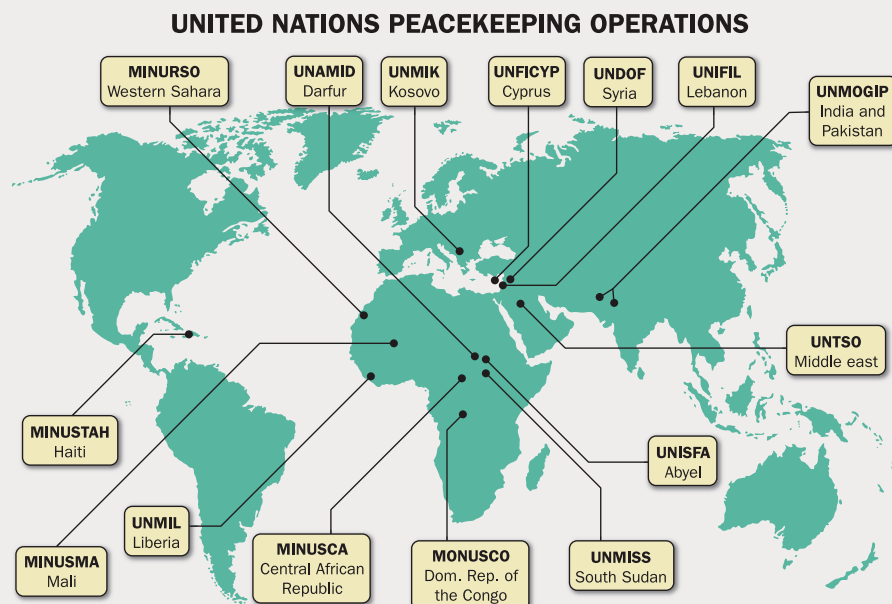 UNITED NATIONS PEACEKEEPING OPERATIONS
MINURSO
Western Sahara
UNAMID
Darfur
UNMIK
Kosovo
UNFICYP
Cyprus
UNDOF
Syria
UNIFIL
Lebanon
UNMOGIP
India and
Pakistan
UNTSO
Middle east
MINUSTAH
Haiti
UNISFA
Abyel
UNMIL
Liberia
MINUSMA
Mali
MINUSCA
Central African
Republic
MONUSCO
Dom. Rep. of
the Congo
UNMISS
South Sudan